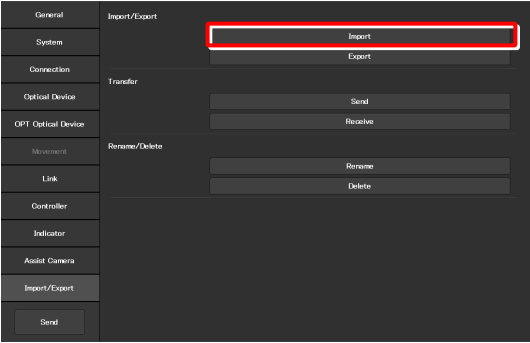 General
System
Connection
Optical Device
OPT Optical Device
Movement
Link
Controller
Indicator
Assist Camera
Import/Export
Send
Import/Export
Import
Export
Transfer
Send
Receive
Rename/Delete
Rename
Delete